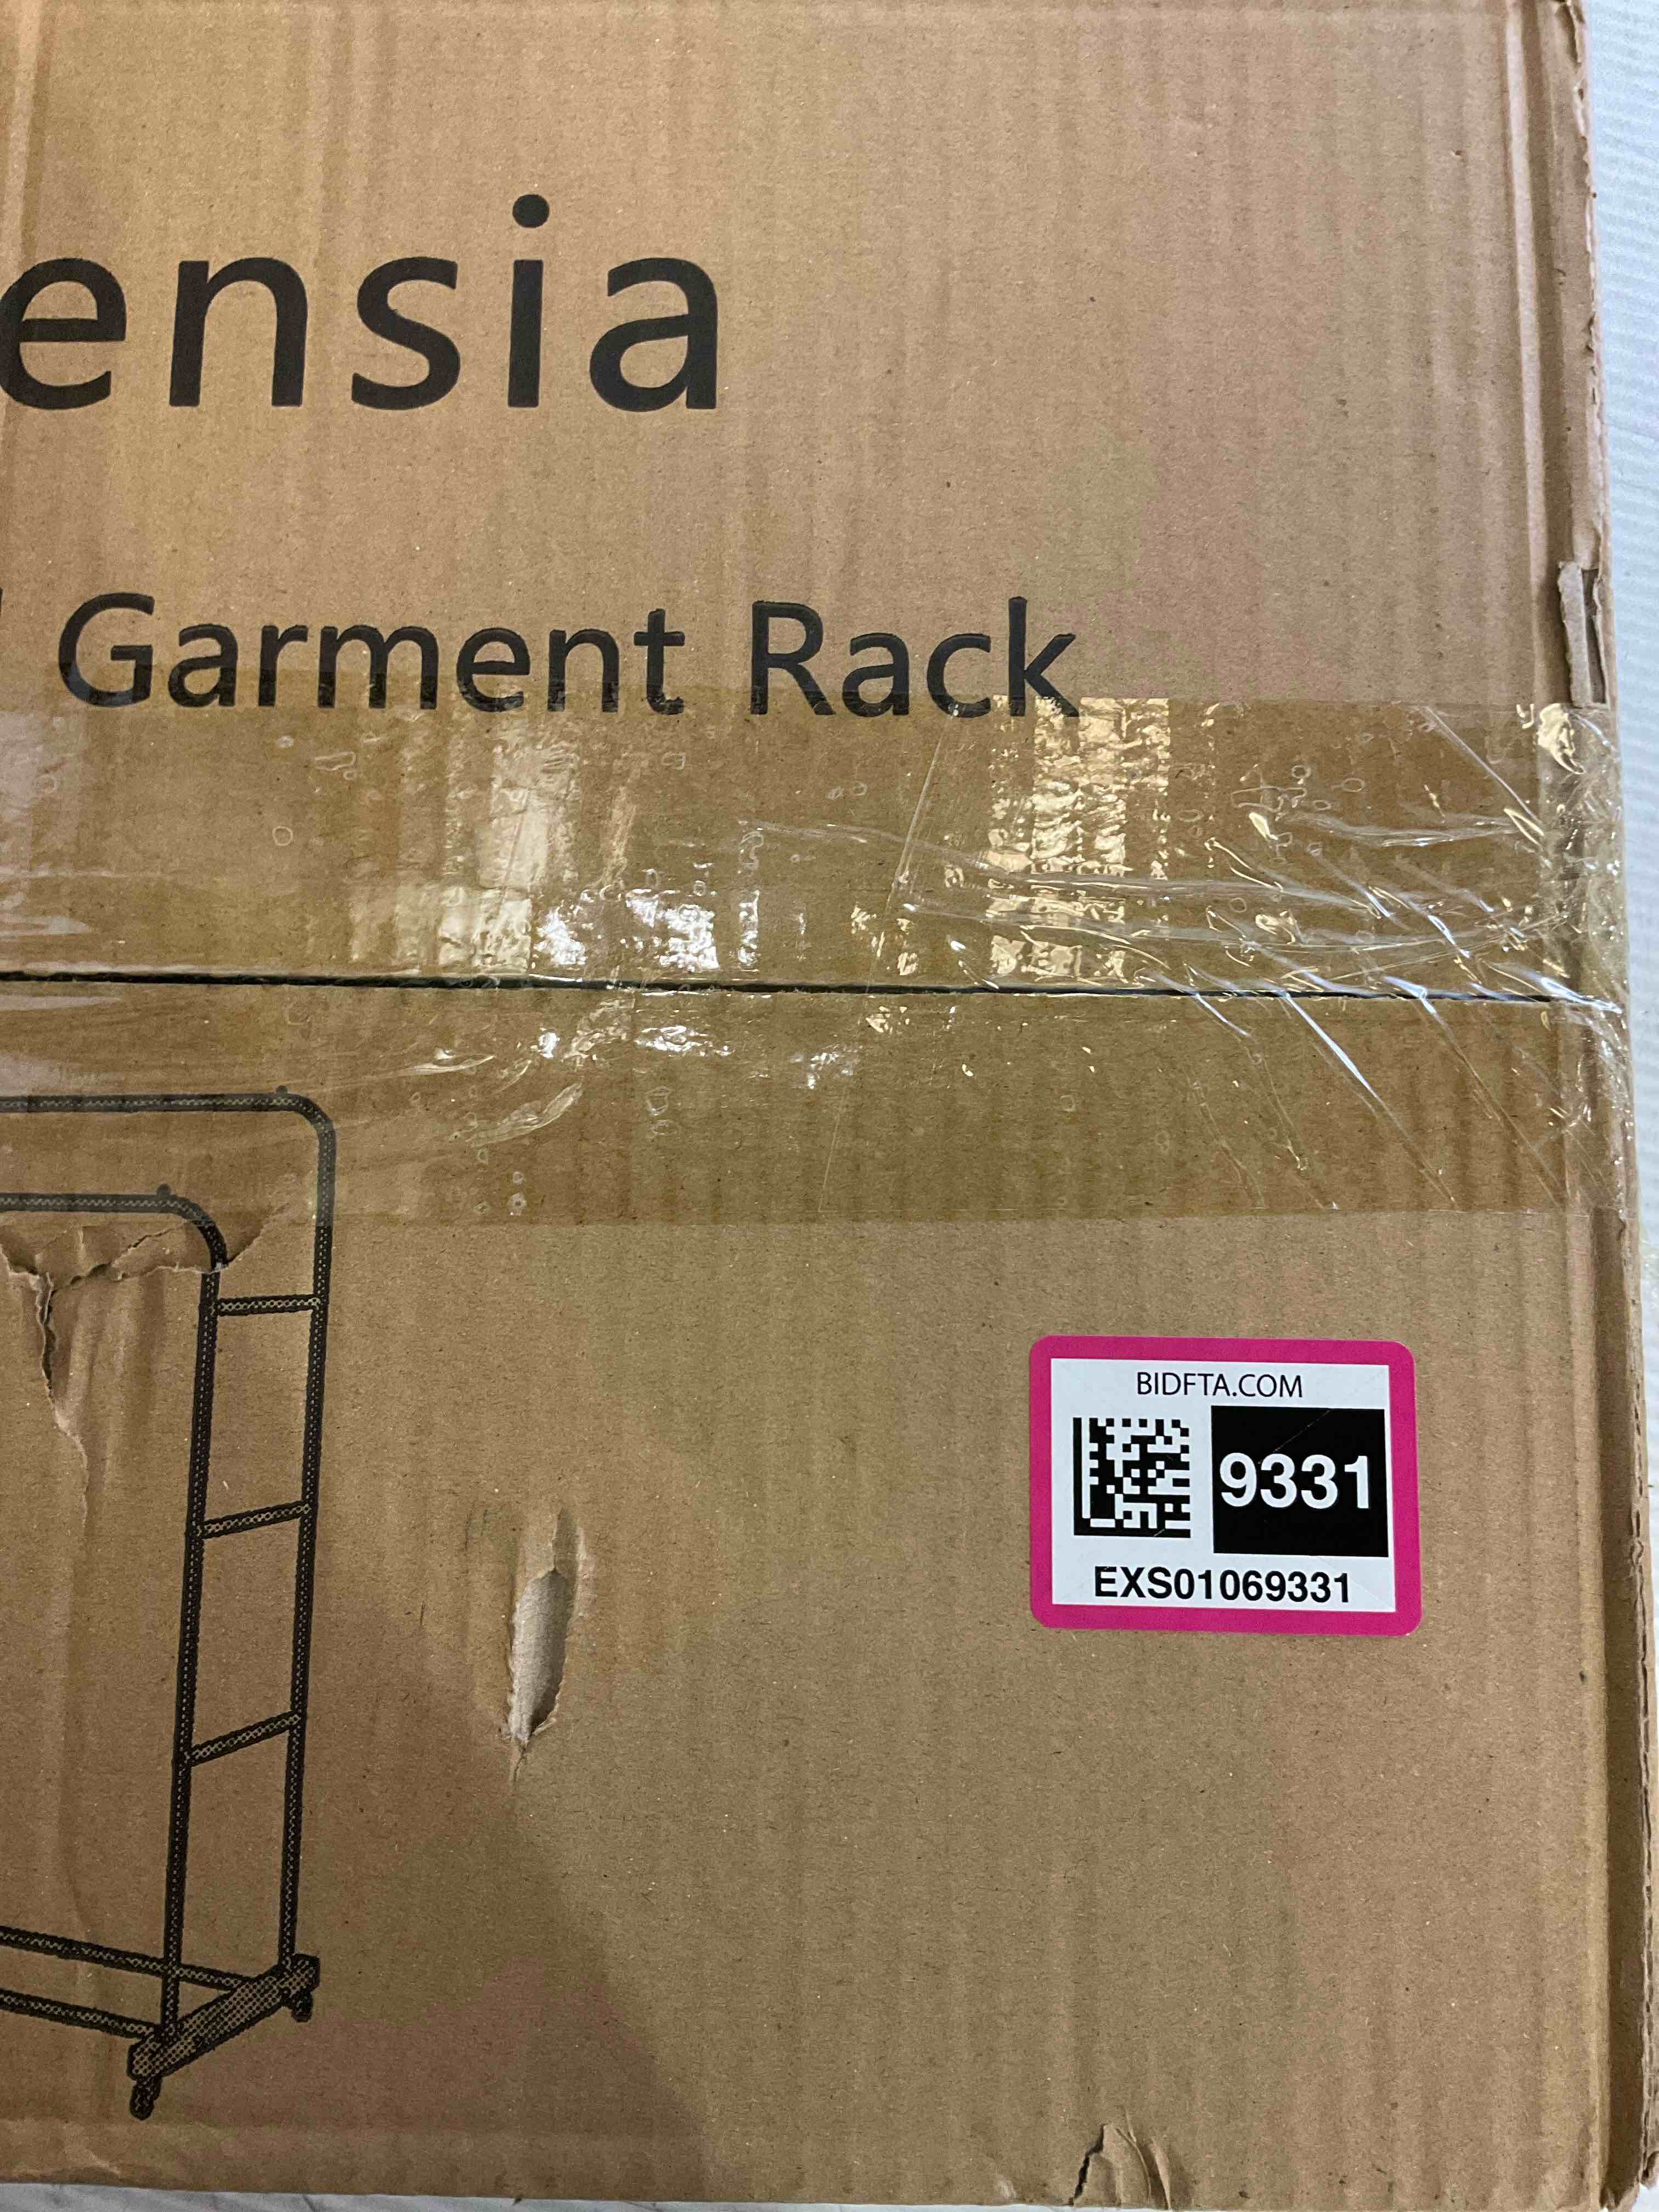 ensia
Garment Rack
BIDFTA.COM
9331
EXS01069331